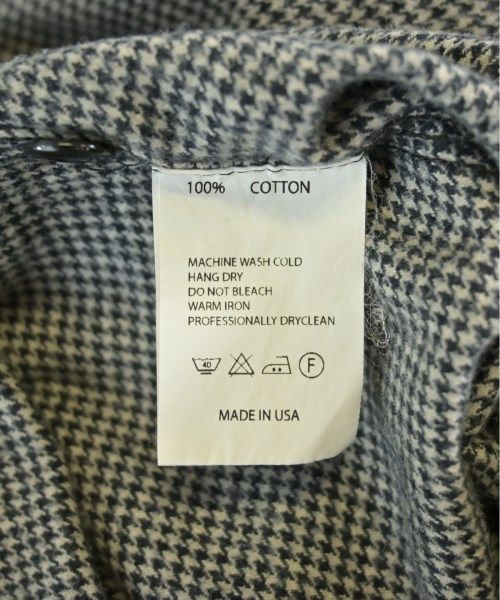 100% COTTON
MACHINE WASH COLD
HANG DRY
DO NOT BLEACH
WARM IRON
PROFESSIONALLY DRYCLEAN
40 F
MADE IN USA